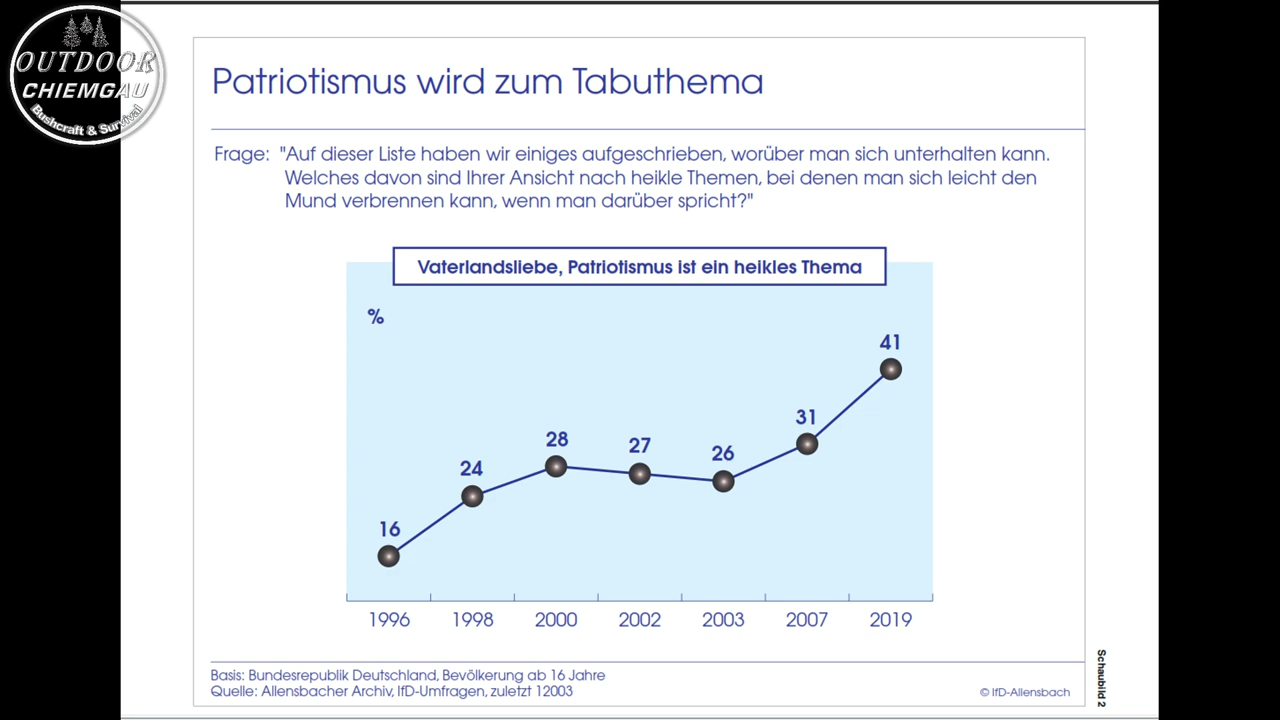 OUTDOOR
CHIEMGAU
Bushcraft & Survival
Patriotismus wird zum Tabuthema
Frage: "Auf dieser Liste haben wir einiges aufgeschrieben, worüber man sich unterhalten kann.
Welches davon sind Ihrer Ansicht nach heikle Themen, bei denen man sich leicht den
Mund verbrennen kann, wenn man darüber spricht?"
Vaterlandsliebe, Patriotismus ist ein heikles Thema
%
41
31
28
27
26
24
16
1996 1998 2000 2002 2003 2007 2019
Basis: Bundesrepublik Deutschland, Bevölkerung ab 16 Jahre
Quelle: Allensbacher Archiv, IfD-Umfragen, zuletzt 12003
© IfD-Allensbach
Schaubild 2